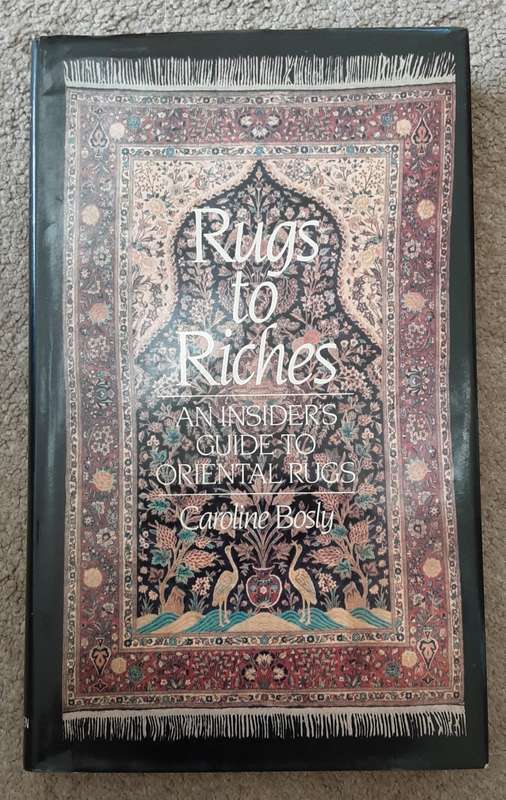 Rugs
to
Riches
AN INSIDER'S
GUIDE TO
ORIENTAL RUGS
Caroline Bosly